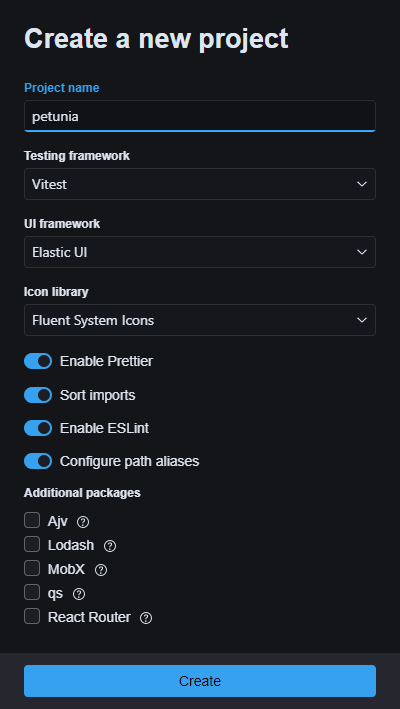 Create a new project
Project name
petunia
Testing framework
Vitest
UI framework
Elastic UI
Icon library
Fluent System Icons
Enable Prettier
Sort imports
Enable ESLint
Configure path aliases
Additional packages
Ajv
Lodash
MobX
qs
React Router
Create